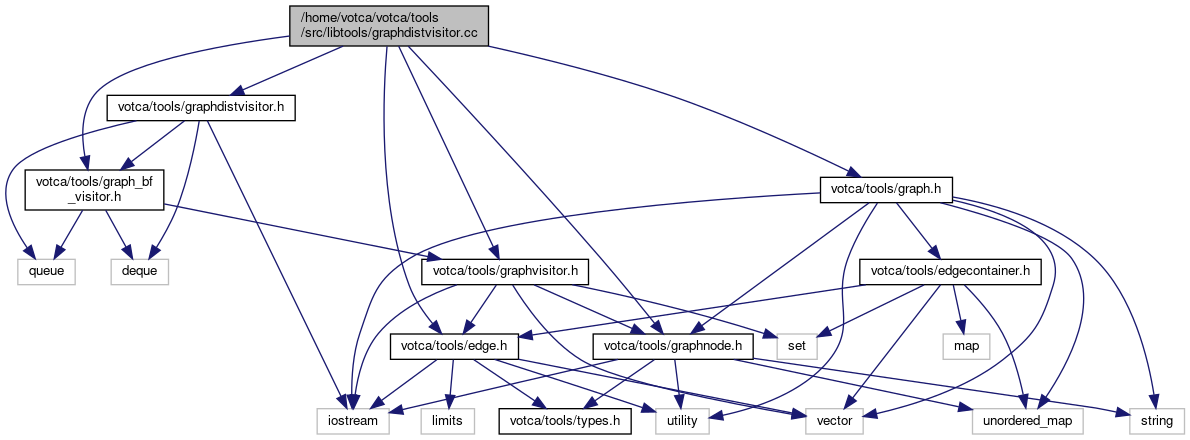 /home/votca/votca/tools
/src/libtools/graphdistvisitor.cc
votca/tools/graphdistvisitor.h
votca/tools/graph_bf
_visitor.h
votca/tools/graph.h
queue
deque
votca/tools/graphvisitor.h
votca/tools/edgecontainer.h
votca/tools/edge.h
votca/tools/graphnode.h
set
map
iostream
limits
votca/tools/types.h
utility
vector
unordered_map
string